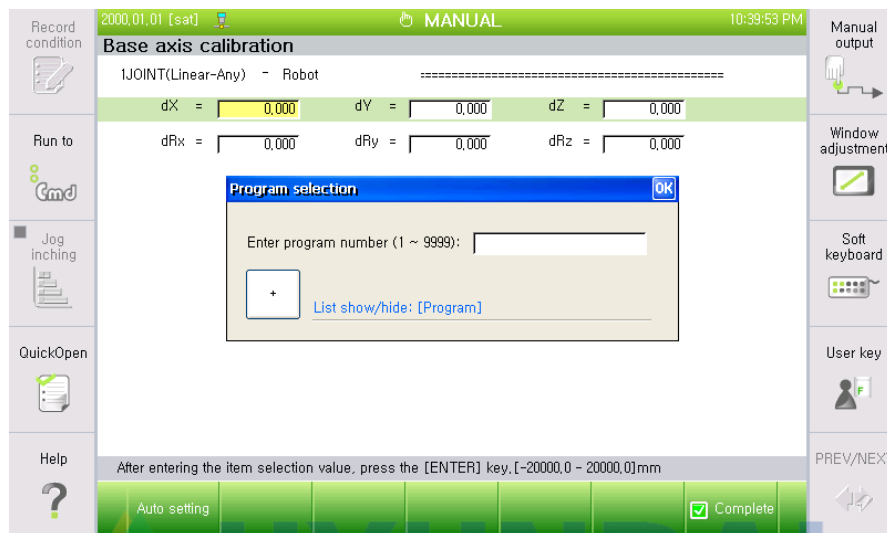 2000,01,01 [sat] MANUAL 10:39:53 PM
Base axis calibration
1JOINT(Linear-Any) - Robot ==============================================
dX = 0,000 dY = 0,000 dZ = 0,000
dRx = 0,000 dRy = 0,000 dRz = 0,000
Program selection OK
Enter program number (1 ~ 9999):
+
List show/hide: [Program]
After entering the item selection value, press the [ENTER] key,[-20000,0 - 20000,0]mm
Auto setting Complete
Record
condition
Run to
Cmd
Jog
inching
QuickOpen
Help
?
Manual
output
Window
adjustment
Soft
keyboard
User key
F
PREV/NEX